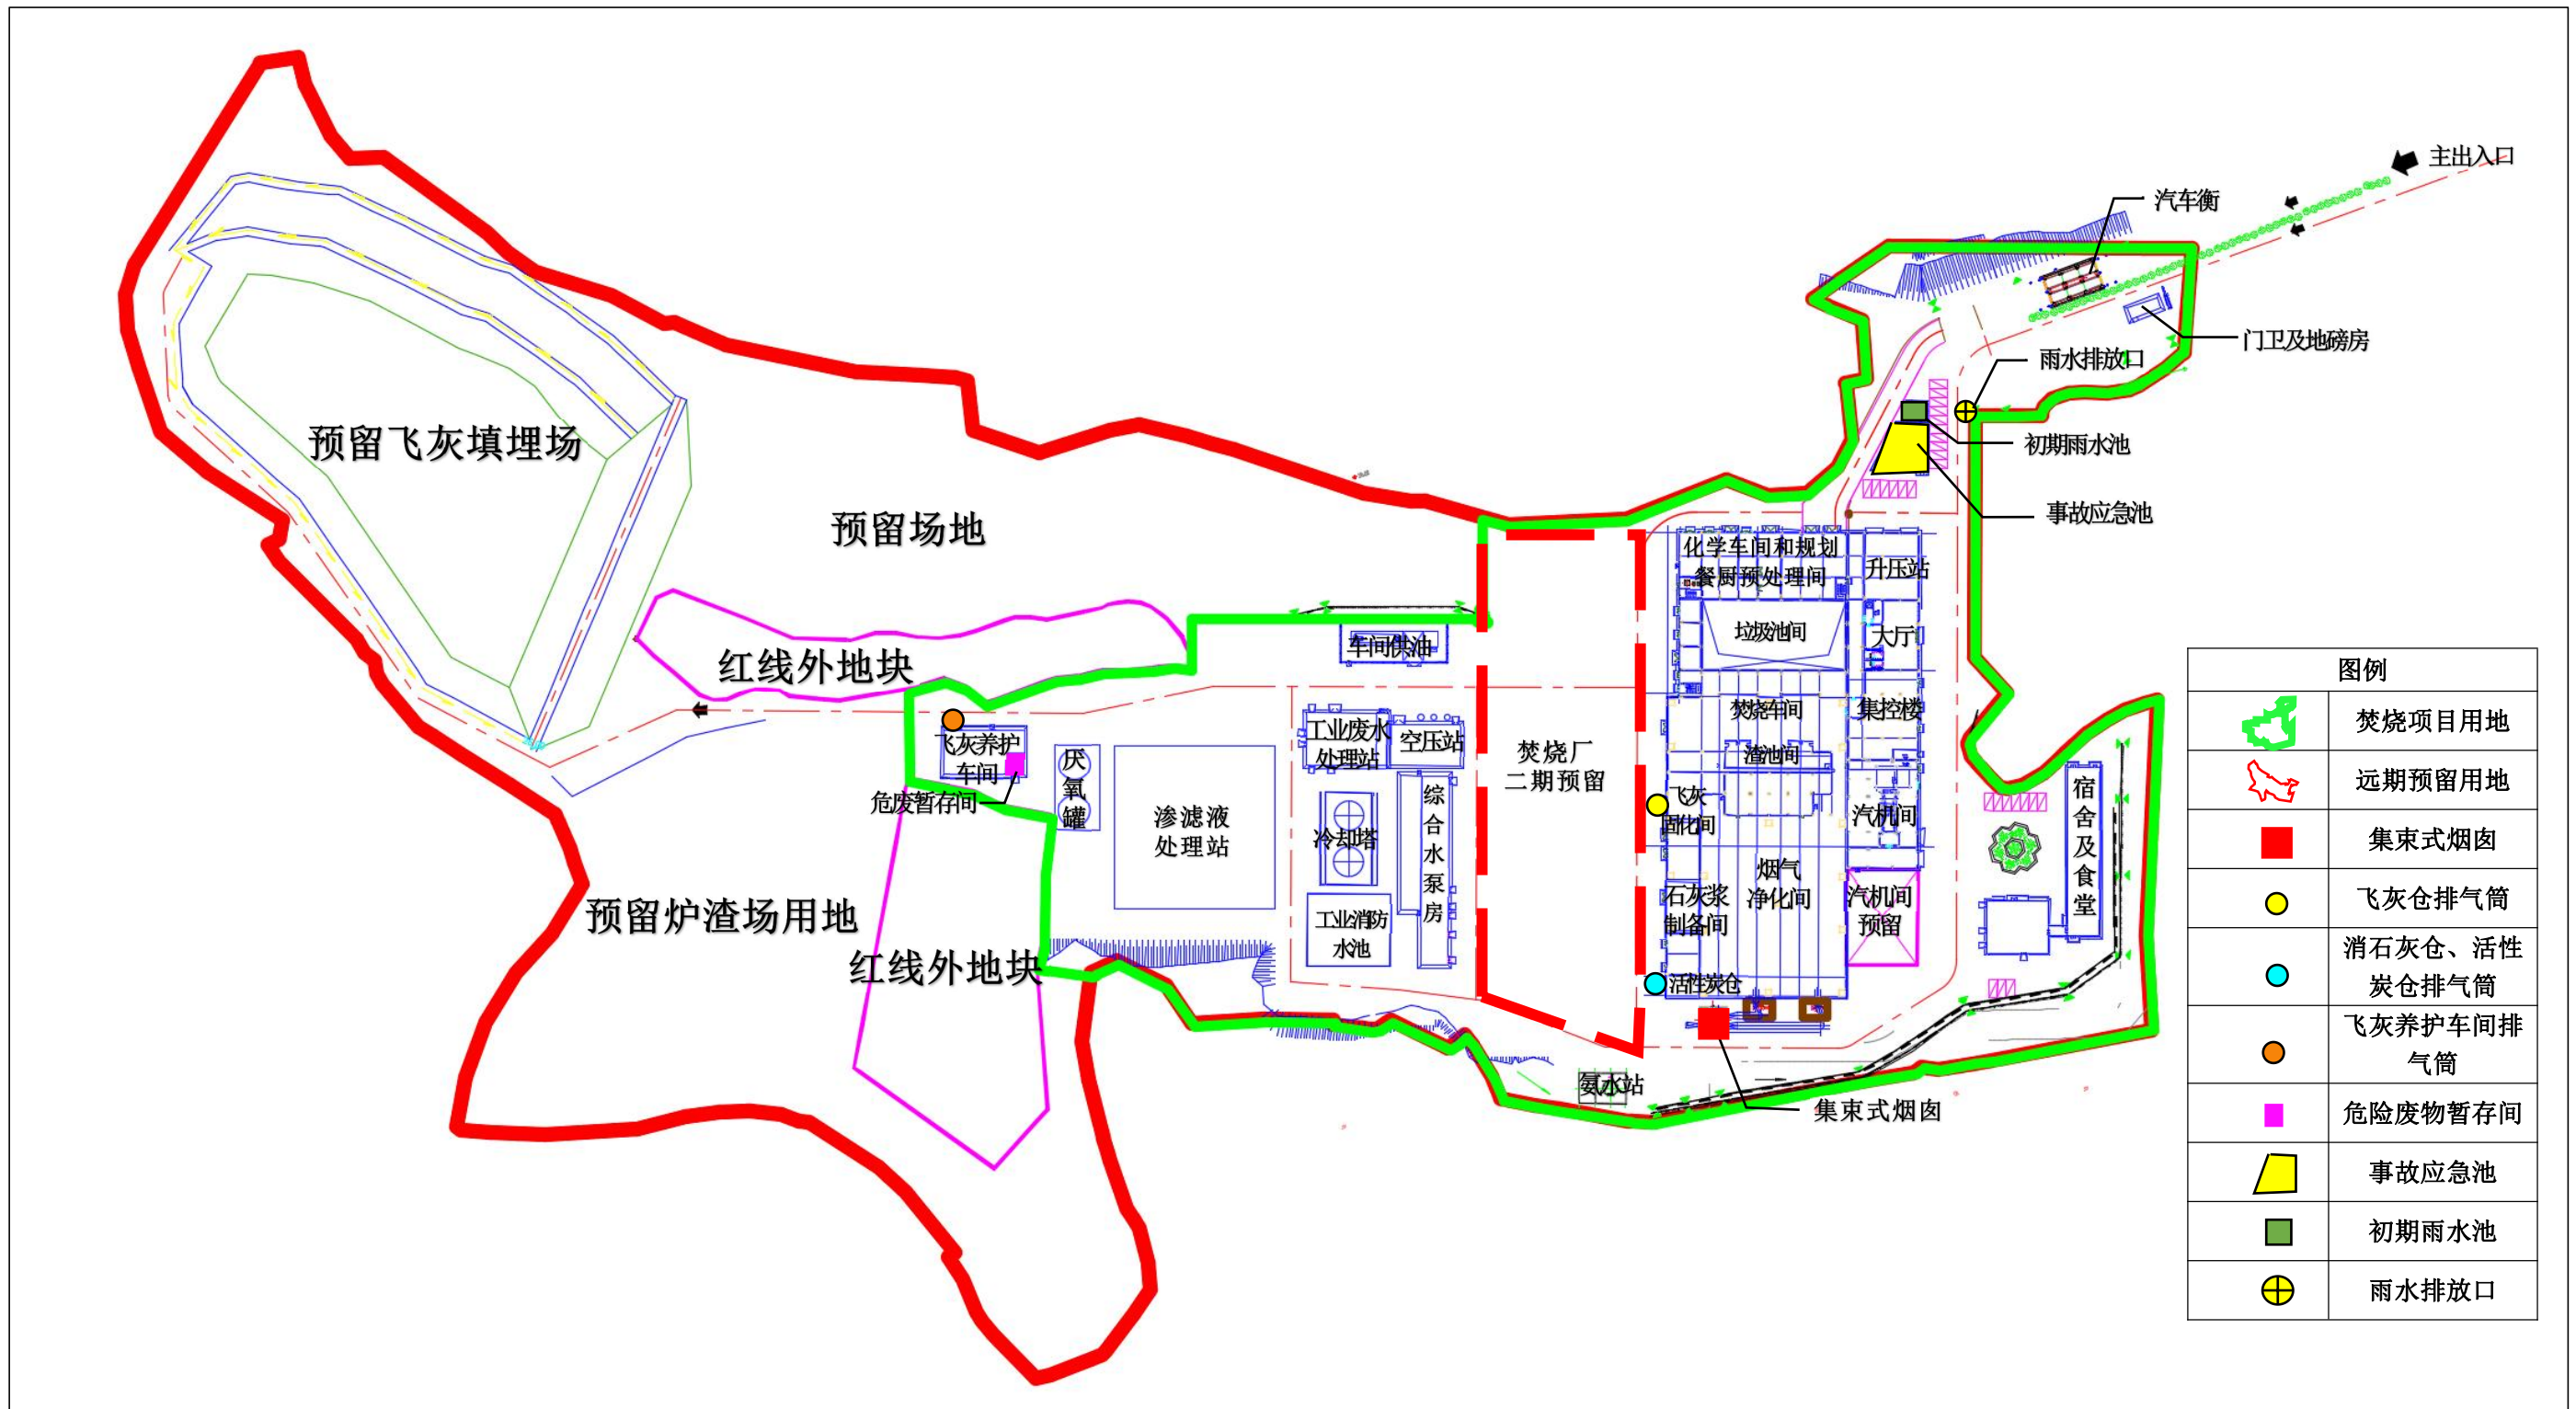 主出入口
汽车衡
门卫及地磅房
雨水排放口
初期雨水池
事故应急池
预留飞灰填埋场
预留场地
红线外地块
化学车间和规划
餐厨预处理间
升压站
垃圾池间
大厅
车间供油
焚烧车间
集控楼
渣池间
工业废水
处理站
空压站
焚烧厂
二期预留
飞灰养护
车间
危废暂存间
厌氧罐
渗滤液
处理站
冷却塔
综合水泵房
工业消防
水池
飞灰
固化间
汽机间
烟气
净化间
石灰浆
制备间
汽机间
预留
宿舍及食堂
活性炭仓
预留炉渣场用地
红线外地块
氨水站
集束式烟囱
图例
焚烧项目用地
远期预留用地
集束式烟囱
飞灰仓排气筒
消石灰仓、活性
炭仓排气筒
飞灰养护车间排
气筒
危险废物暂存间
事故应急池
初期雨水池
雨水排放口